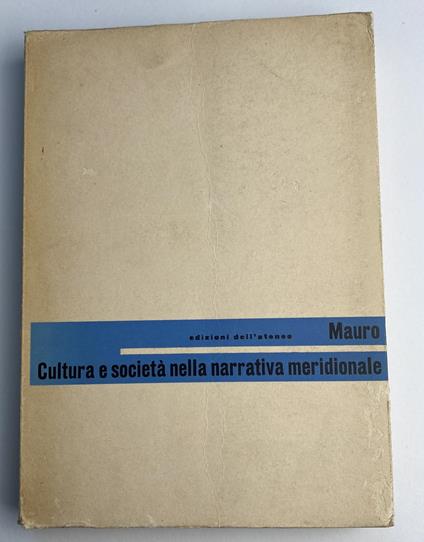 edizioni dell'ateneo Mauro
Cultura e società nella narrativa meridionale